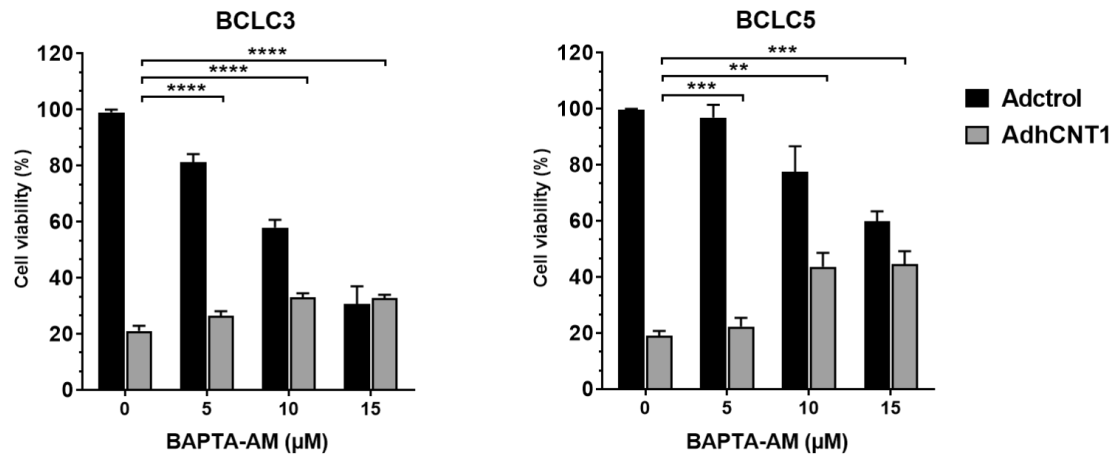 BCLC3
Cell viability (%)
120
100
80
60
40
20
0
****
****
****
0 5 10 15
BAPTA-AM (µM)
BCLC5
Cell viability (%)
120
100
80
60
40
20
0
***
**
***
0 5 10 15
BAPTA-AM (µM)
Adctrol
AdhCNT1